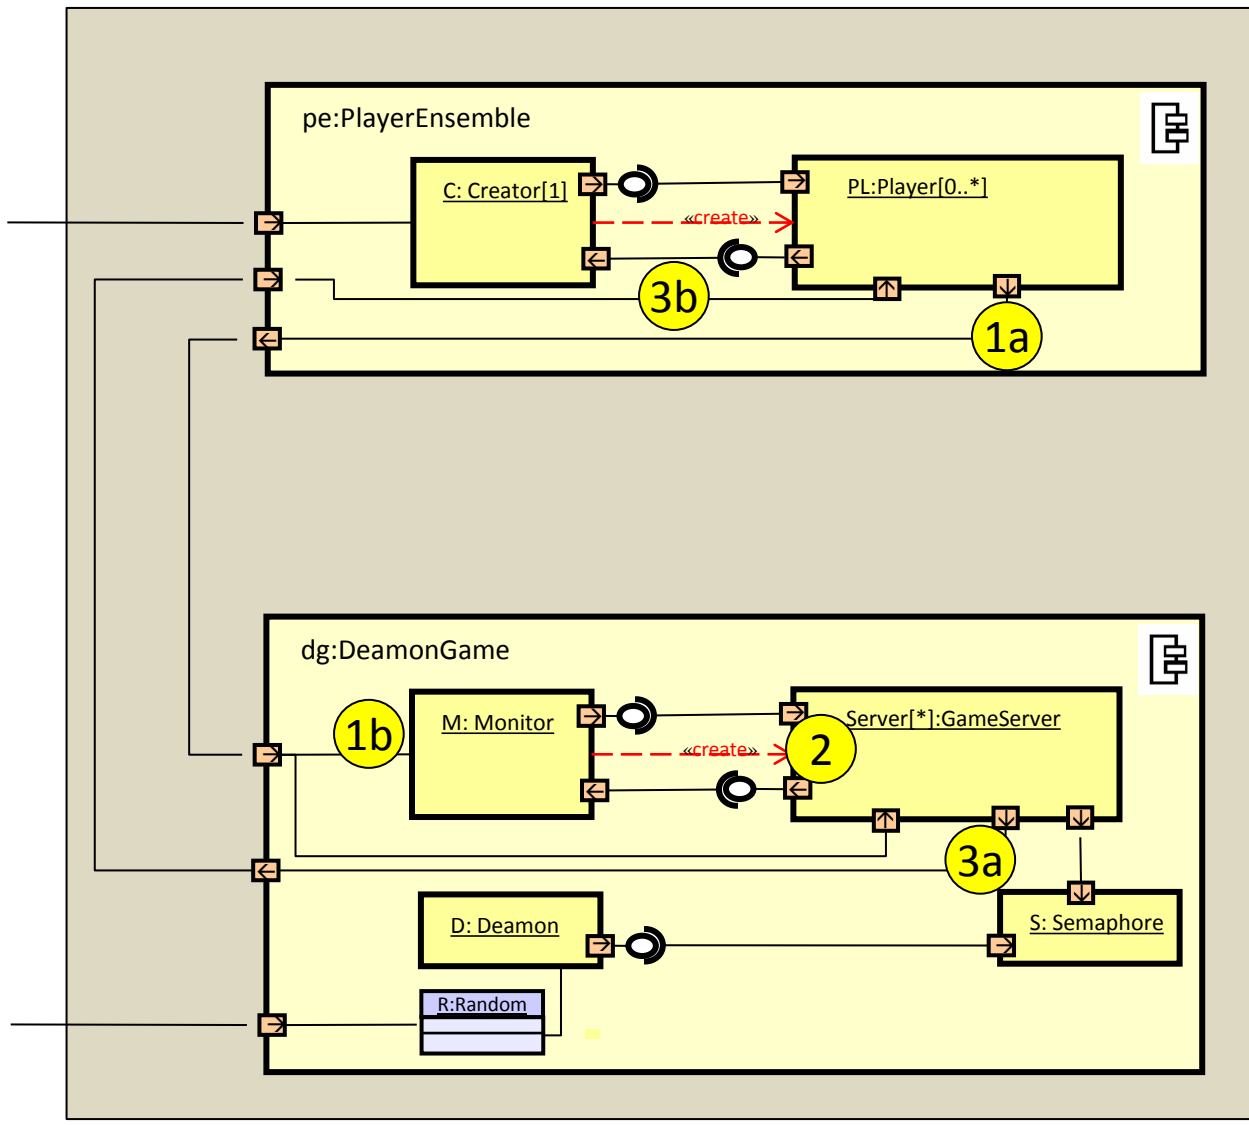 pe:PlayerEnsemble
C: Creator[1]
PL:Player[0..*]
«create»
3b
1a
dg:DeamonGame
1b
M: Monitor
«create»
2
Server[*]:GameServer
3a
D: Deamon
S: Semaphore
R:Random